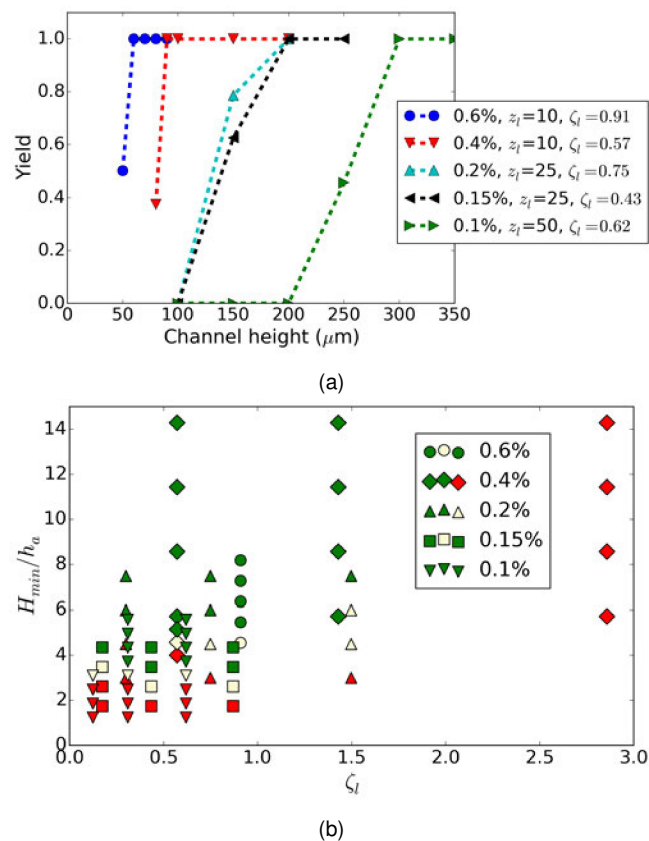 1.0
0.8
0.6
0.4
0.2
0.0
Yield
0 50 100 150 200 250 300 350
Channel height (μm)
0.6%, z_l=10, ζ_l=0.91
0.4%, z_l=10, ζ_l=0.57
0.2%, z_l=25, ζ_l=0.75
0.15%, z_l=25, ζ_l=0.43
0.1%, z_l=50, ζ_l=0.62
(a)
14
12
10
8
6
4
2
0
H_min/h_a
0.6%
0.4%
0.2%
0.15%
0.1%
0.0 0.5 1.0 1.5 2.0 2.5 3.0
ζ_l
(b)